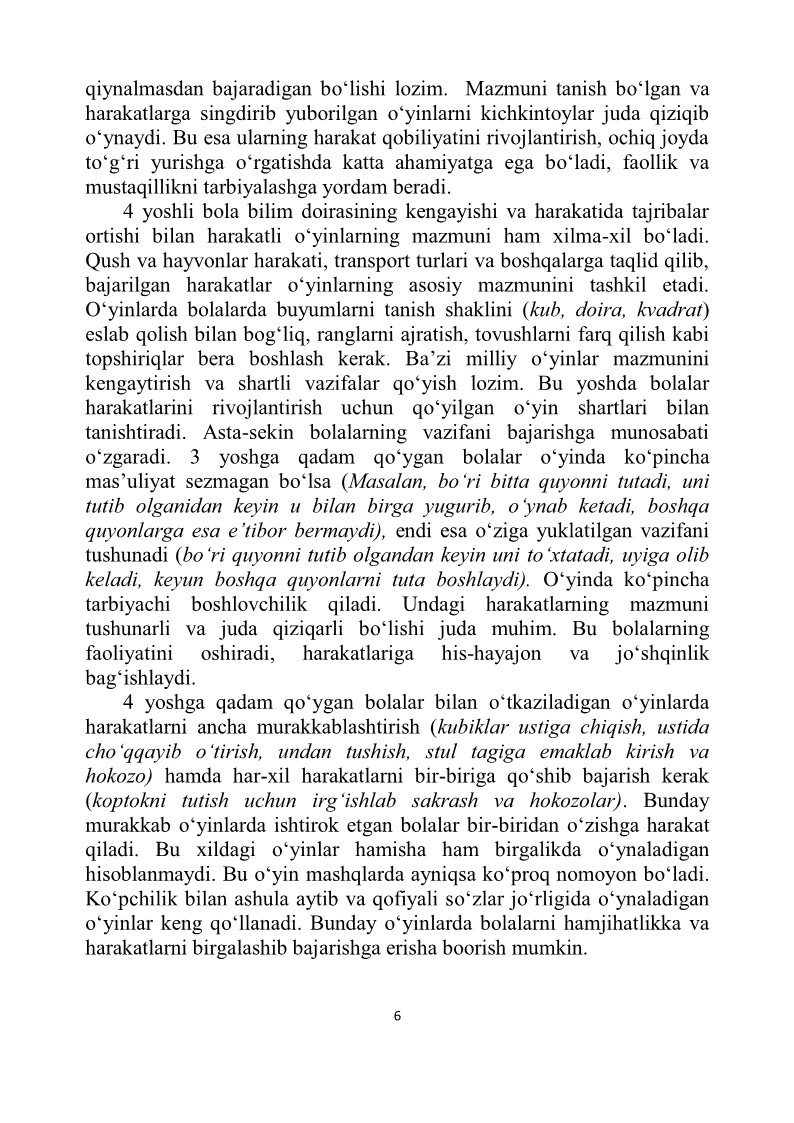 qiynalmasdan bajaradigan bo‘lishi lozim.  Mazmuni tanish bo‘lgan va
harakatlarga singdirib yuborilgan o‘yinlarni kichkintoylar juda qiziqib
o‘ynaydi. Bu esa ularning harakat qobiliyatini rivojlantirish, ochiq joyda
to‘g‘ri yurishga o‘rgatishda katta ahamiyatga ega bo‘ladi, faollik va
mustaqillikni tarbiyalashga yordam beradi.
4 yoshli bola bilim doirasining kengayishi va harakatida tajribalar
ortishi bilan harakatli o‘yinlarning mazmuni ham xilma-xil bo‘ladi.
Qush va hayvonlar harakati, transport turlari va boshqalarga taqlid qilib,
bajarilgan harakatlar o‘yinlarning asosiy mazmunini tashkil etadi.
O‘yinlarda bolalarda buyumlarni tanish shaklini (kub, doira, kvadrat)
eslab qolish bilan bog‘liq, ranglarni ajratish, tovushlarni farq qilish kabi
topshiriqlar bera boshlash kerak. Ba’zi milliy o‘yinlar mazmunini
kengaytirish va shartli vazifalar qo‘yish lozim. Bu yoshda bolalar
harakatlarini rivojlantirish uchun qo‘yilgan o‘yin shartlari bilan
tanishtiradi. Asta-sekin bolalarning vazifani bajarishga munosabati
o‘zgaradi. 3 yoshga qadam qo‘ygan bolalar o‘yinda ko‘pincha
mas’uliyat sezmagan bo‘lsa (Masalan, bo‘ri bitta quyonni tutadi, uni
tutib olganidan keyin u bilan birga yugurib, o‘ynab ketadi, boshqa
quyonlarga esa e’tibor bermaydi), endi esa o‘ziga yuklatilgan vazifani
tushunadi (bo‘ri quyonni tutib olgandan keyin uni to‘xtatadi, uyiga olib
keladi, keyun boshqa quyonlarni tuta boshlaydi). O‘yinda ko‘pincha
tarbiyachi boshlovchilik qiladi. Undagi harakatlarning mazmuni
tushunarli va juda qiziqarli bo‘lishi juda muhim. Bu bolalarning
faoliyatini oshiradi, harakatlariga his-hayajon va jo‘shqinlik
bag‘ishlaydi.
4 yoshga qadam qo‘ygan bolalar bilan o‘tkaziladigan o‘yinlarda
harakatlarni ancha murakkablashtirish (kubiklar ustiga chiqish, ustida
cho‘qqayib o‘tirish, undan tushish, stul tagiga emaklab kirish va
hokozo) hamda har-xil harakatlarni bir-biriga qo‘shib bajarish kerak
(koptokni tutish uchun irg‘ishlab sakrash va hokozolar). Bunday
murakkab o‘yinlarda ishtirok etgan bolalar bir-biridan o‘zishga harakat
qiladi. Bu xildagi o‘yinlar hamisha ham birgalikda o‘ynaladigan
hisoblanmaydi. Bu o‘yin mashqlarda ayniqsa ko‘proq nomoyon bo‘ladi.
Ko‘pchilik bilan ashula aytib va qofiyali so‘zlar jo‘rligida o‘ynaladigan
o‘yinlar keng qo‘llanadi. Bunday o‘yinlarda bolalarni hamjihatlikka va
harakatlarni birgalashib bajarishga erisha boorish mumkin.
6